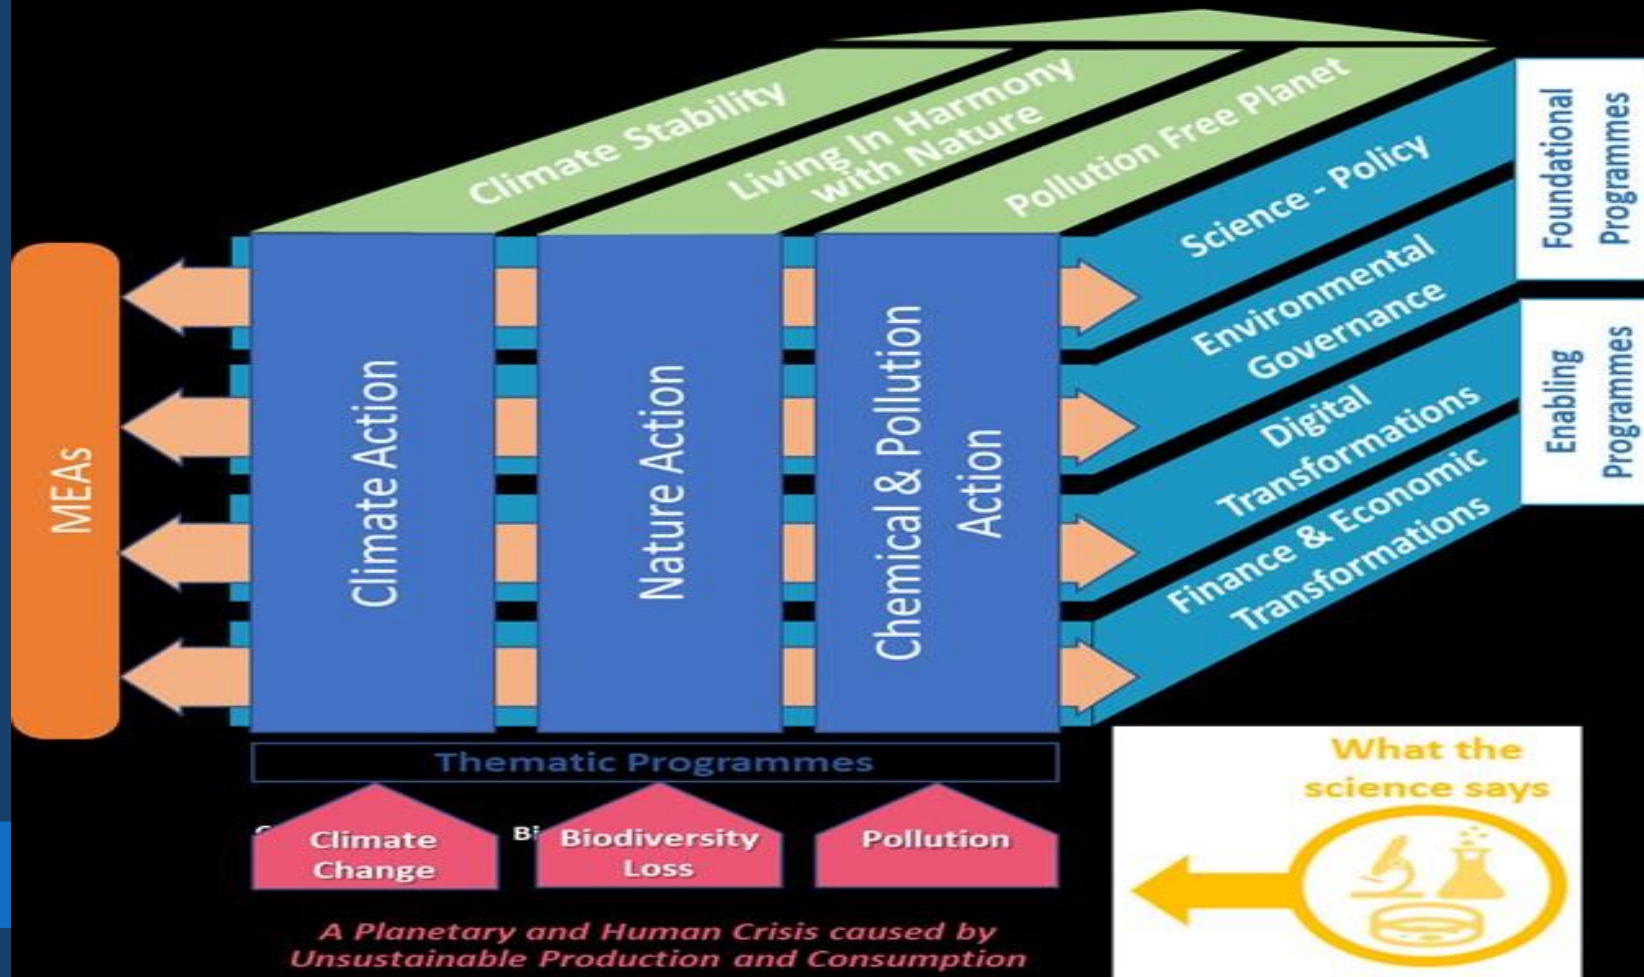 Climate Stability
Living In Harmony
with Nature
Pollution Free Planet
Science - Policy
Environmental
Governance
Digital
Transformations
Finance & Economic
Transformations
Foundational
Programmes
Enabling
Programmes
MEAs
Climate Action
Nature Action
Chemical & Pollution
Action
Thematic Programmes
Climate
Change
Biodiversity
Loss
Pollution
A Planetary and Human Crisis caused by
Unsustainable Production and Consumption
What the
science says